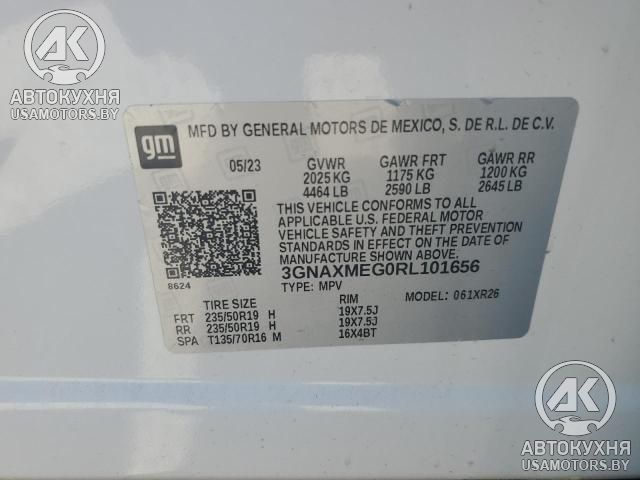 AK
АВТОКУХНЯ
USAMOTORS.BY
gm
MFD BY GENERAL MOTORS DE MEXICO, S. DE R.L. DE C.V.
05/23 GVWR GAWR FRT GAWR RR
2025 KG 1175 KG 1200 KG
4464 LB 2590 LB 2645 LB
THIS VEHICLE CONFORMS TO ALL
APPLICABLE U.S. FEDERAL MOTOR
VEHICLE SAFETY AND THEFT PREVENTION
STANDARDS IN EFFECT ON THE DATE OF
MANUFACTURE SHOWN ABOVE.
3GNAXMEG0RL101656
8624
TYPE: MPV MODEL: 061XR26
TIRE SIZE RIM
FRT 235/50R19 H 19X7.5J
RR 235/50R19 H 19X7.5J
SPA T135/70R16 M 16X4BT
AK
АВТОКУХНЯ
USAMOTORS.BY